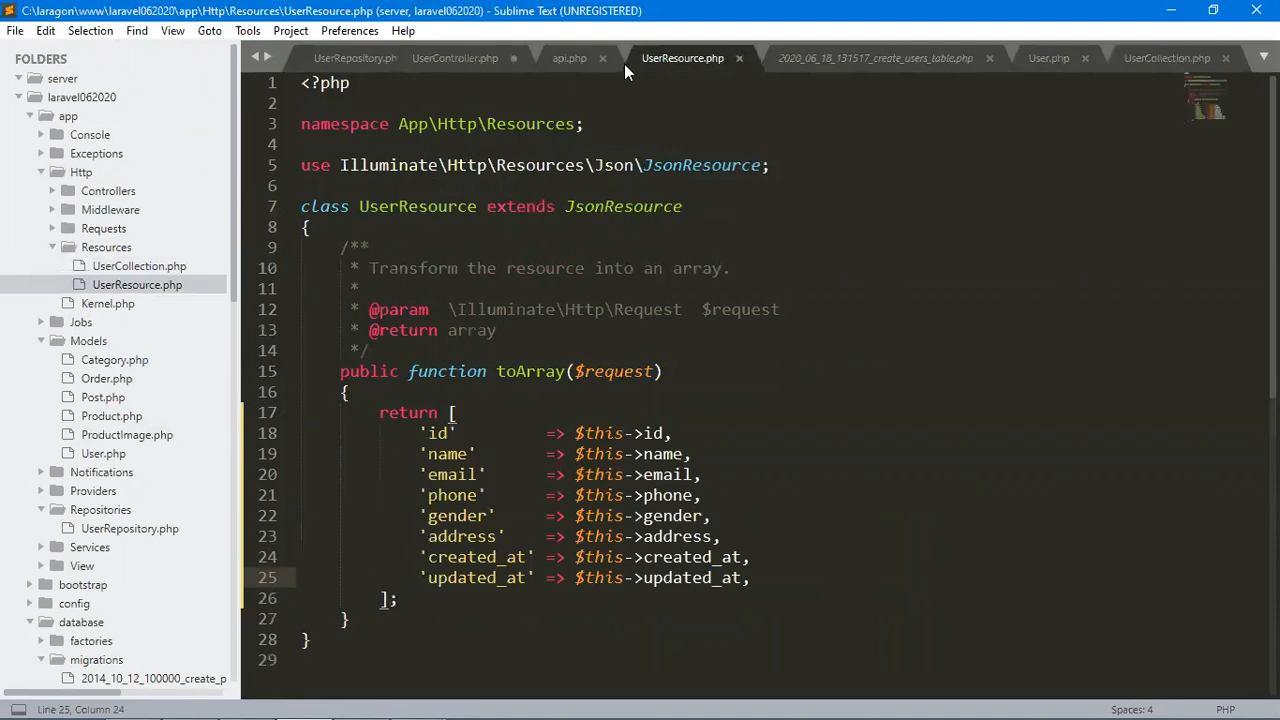 C:\laragon\www\laravel062020\app\Http\Resources\UserResource.php (server, laravel062020) - Sublime Text (UNREGISTERED)
File Edit Selection Find View Goto Tools Project Preferences Help
FOLDERS
server
laravel062020
app
Console
Exceptions
Http
Controllers
Middleware
Requests
Resources
UserCollection.php
UserResource.php
Kernel.php
Jobs
Models
Category.php
Order.php
Post.php
Product.php
ProductImage.php
User.php
Notifications
Providers
Repositories
UserRepository.php
Services
View
bootstrap
config
database
factories
migrations
2014_10_12_100000_create_p
UserRepository.ph UserController.php api.php UserResource.php 2020_06_18_131517_create_users_table.php User.php UserCollection.php
1 <?php
2
3 namespace App\Http\Resources;
4
5 use Illuminate\Http\Resources\Json\JsonResource;
6
7 class UserResource extends JsonResource
8 {
9 /**
10 * Transform the resource into an array.
11 *
12 * @param \Illuminate\Http\Request $request
13 * @return array
14 */
15 public function toArray($request)
16 {
17 return [
18 'id' => $this->id,
19 'name' => $this->name,
20 'email' => $this->email,
21 'phone' => $this->phone,
22 'gender' => $this->gender,
23 'address' => $this->address,
24 'created_at' => $this->created_at,
25 'updated_at' => $this->updated_at,
26 ];
27 }
28 }
29
Line 25, Column 24 Spaces: 4 PHP